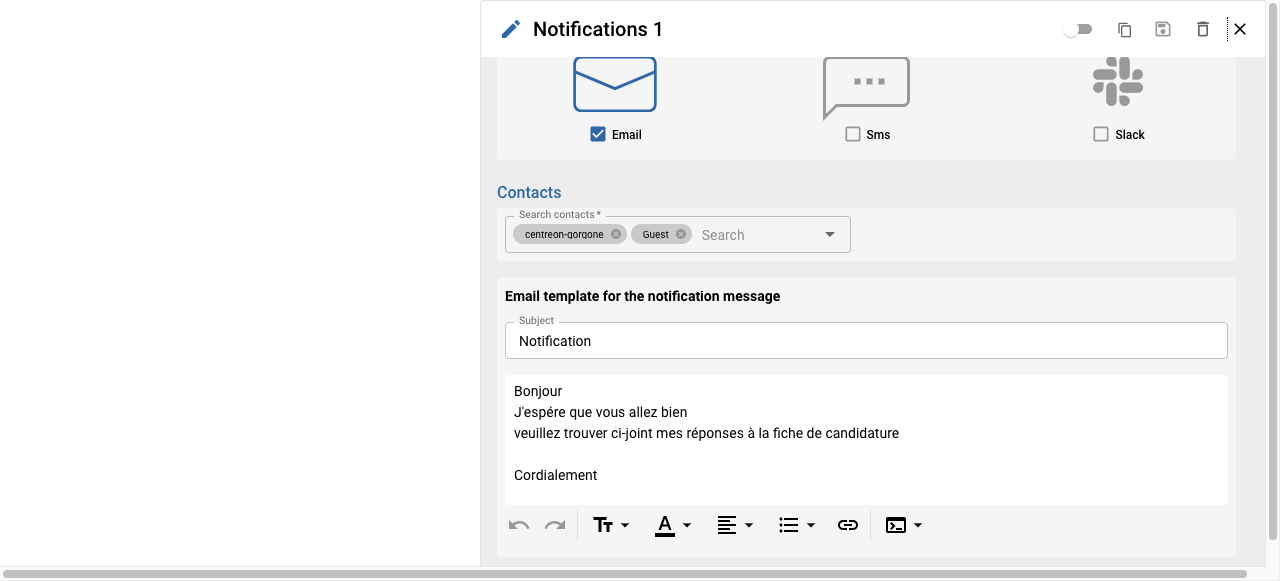 Notifications 1
Email
Sms
Slack
Contacts
Search contacts *
centreon-gorgone
Guest
Search
Email template for the notification message
Subject
Notification
Bonjour
J'espére que vous allez bien
veuillez trouver ci-joint mes réponses à la fiche de candidature
Cordialement